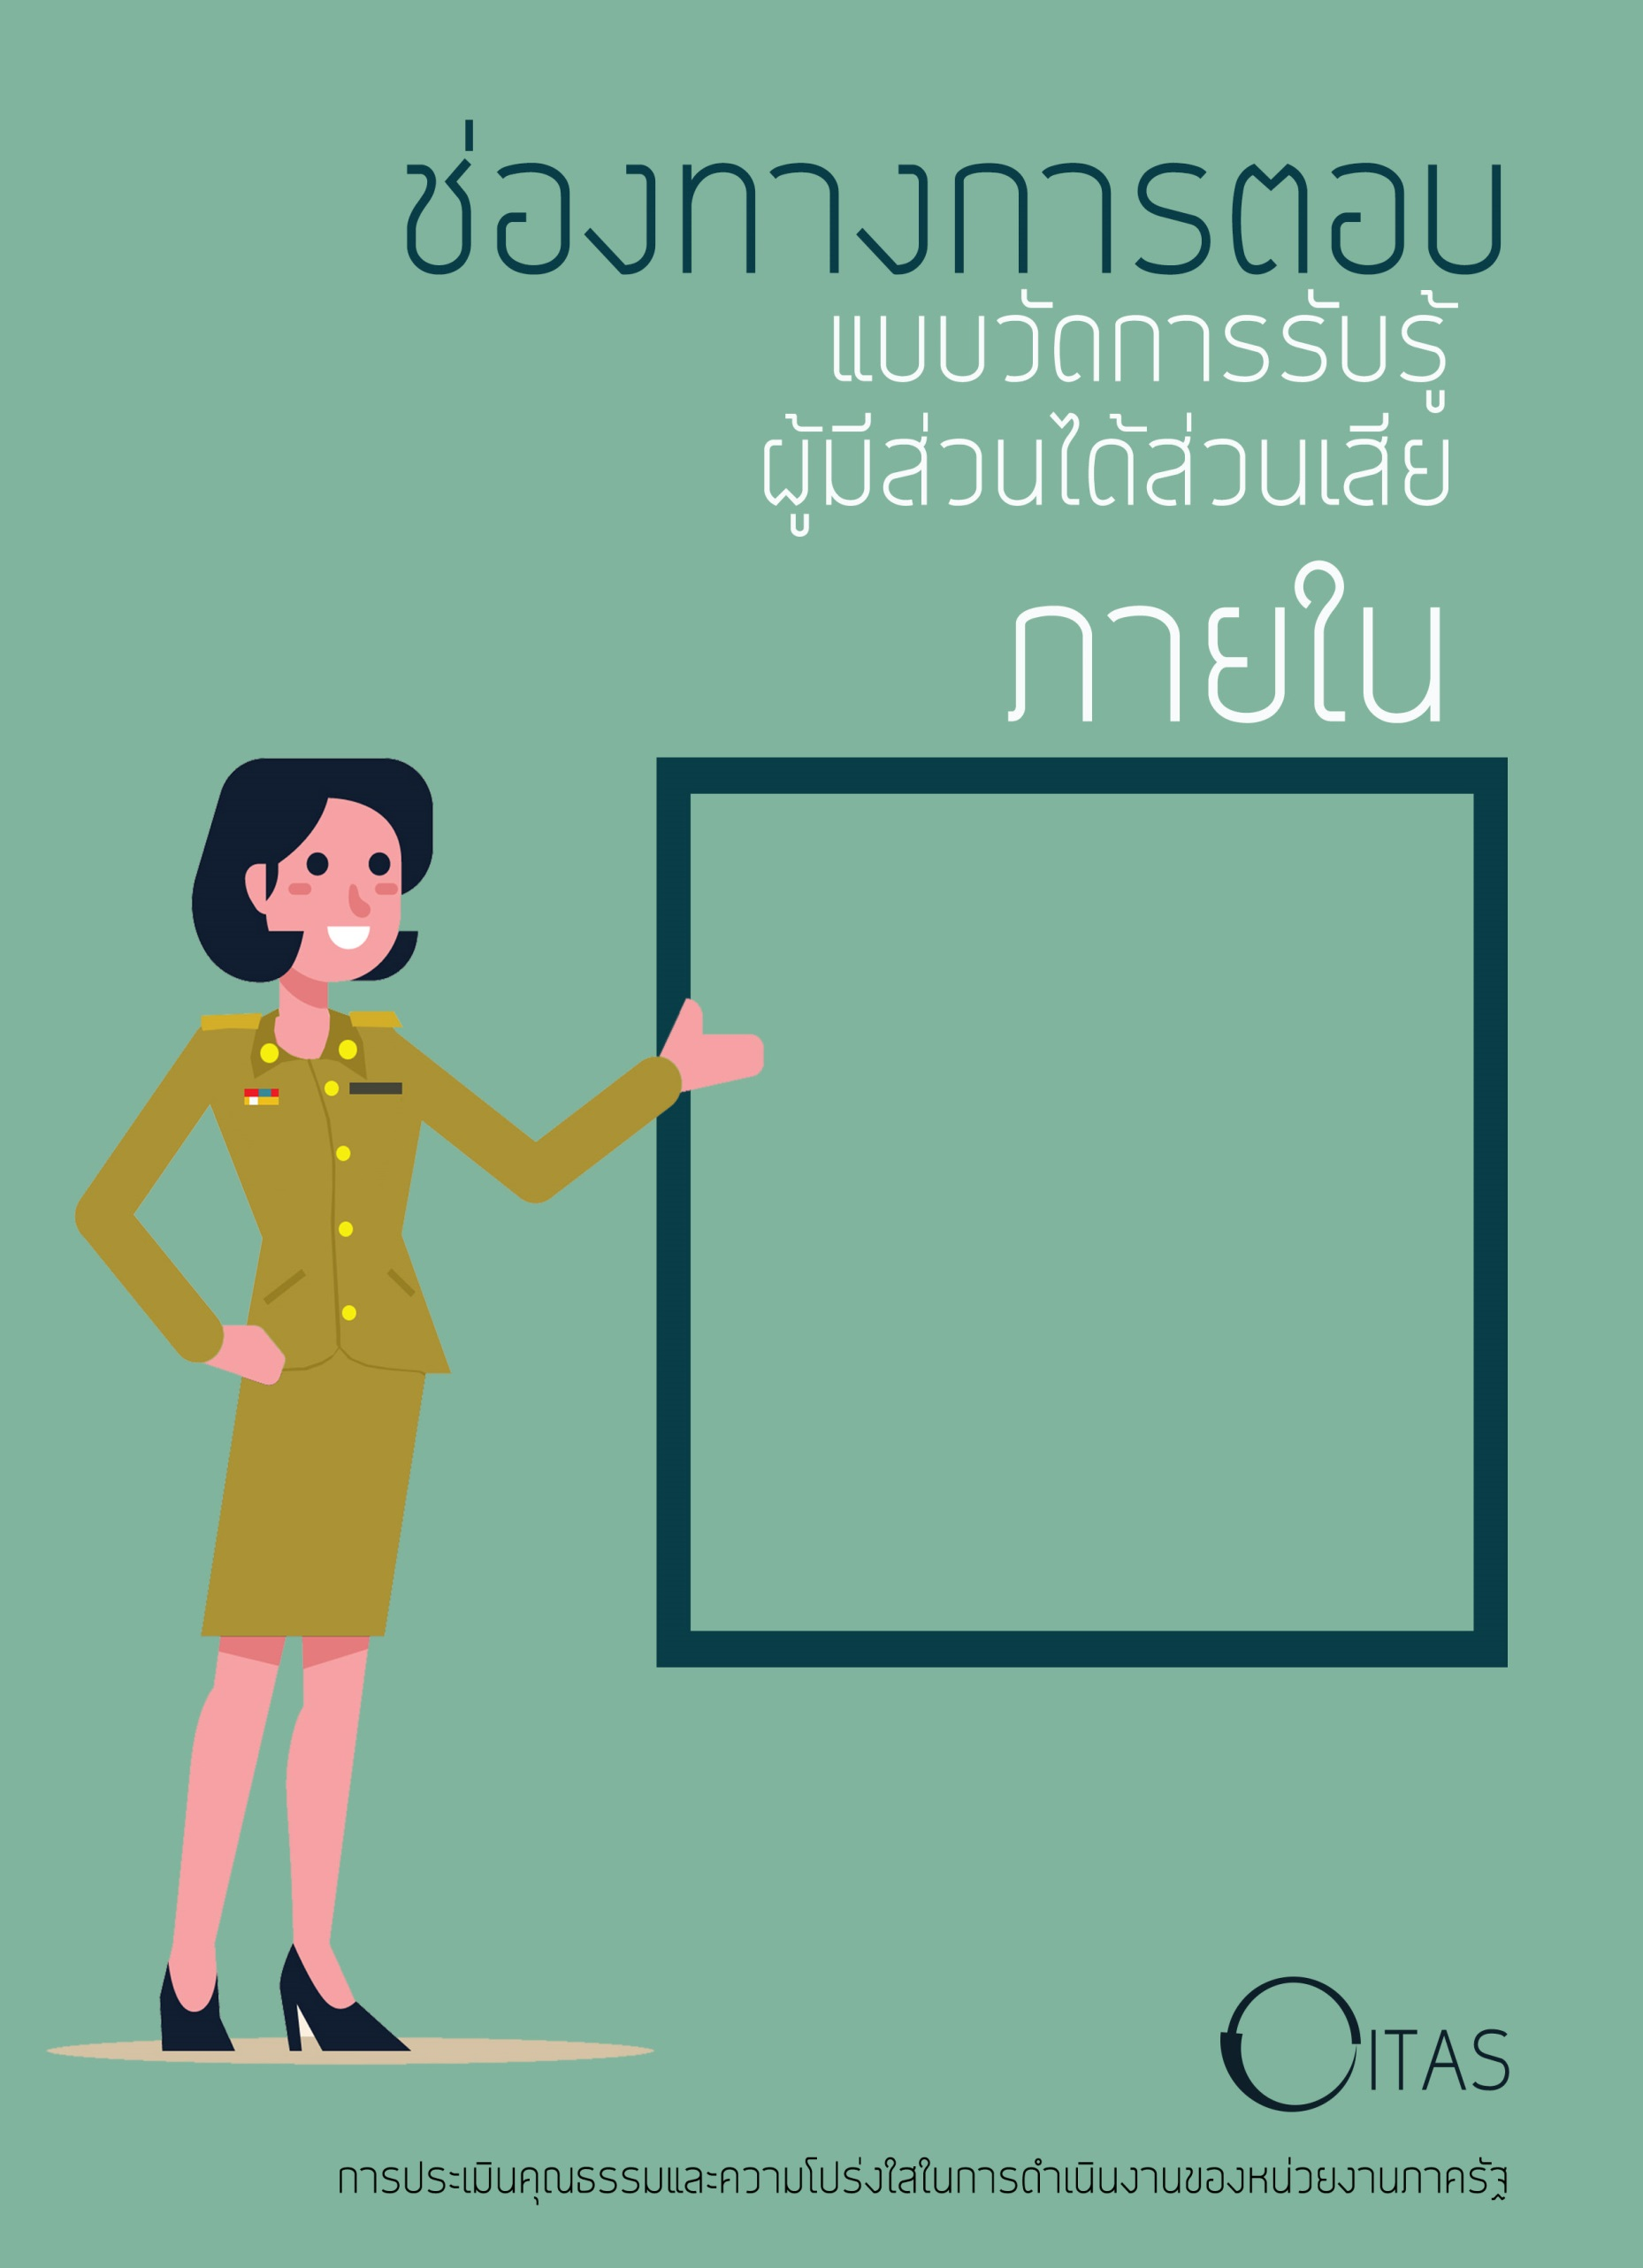 ช่องทางการตอบ
แบบวัดการรับรู้
ผู้มีส่วนได้ส่วนเสีย
ภายใน
ITAS
การประเมินคุณธรรมและความโปร่งใสในการดำเนินงานของหน่วยงานภาครัฐ